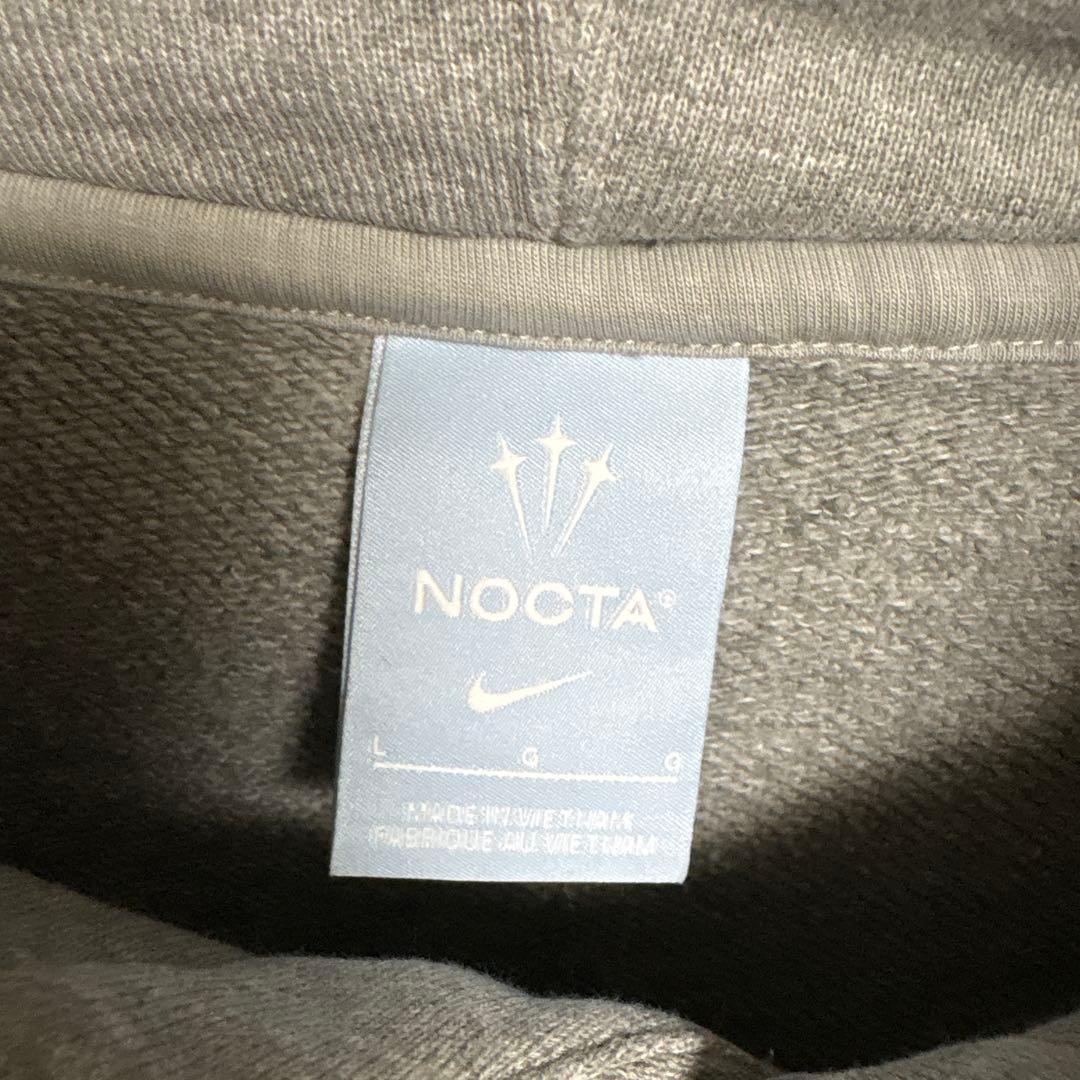 NOCTA®
L G G
MADE IN VIETNAM
FABRIQUE AU VIETNAM